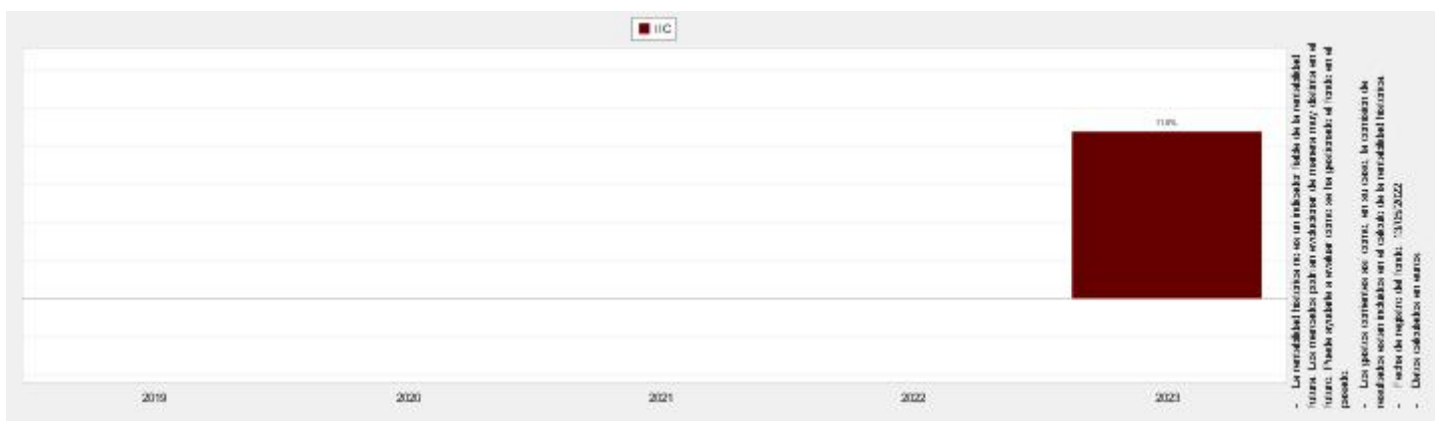 IIC
2019
2020
2021
2022
2023
- La rentabilidad histórica no es un indicador fiable de la rentabilidad
futura. Los mercados podrían evolucionar de manera muy distinta en el
futuro. Puede ayudarle a evaluar cómo se ha gestionado el fondo en el
pasado.
- Los gastos corrientes así como, en su caso, la comisión de
resultados están incluidos en el cálculo de la rentabilidad histórica.
- Fecha de registro del fondo:
- Datos calculados en euros